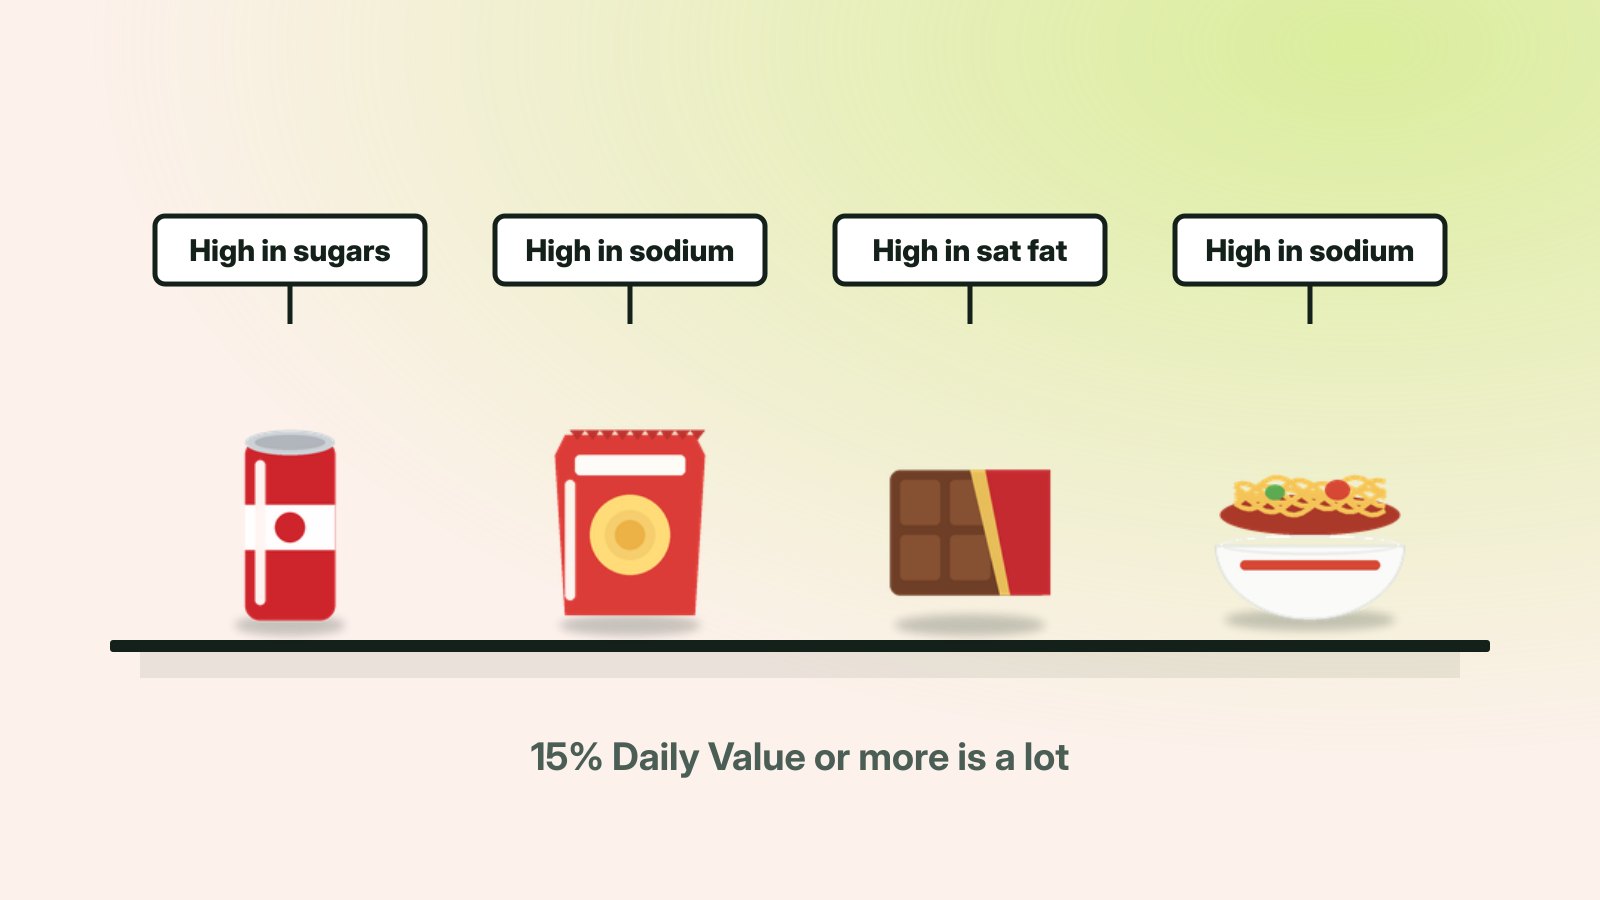 High in sugars
High in sodium
High in sat fat
High in sodium
15% Daily Value or more is a lot